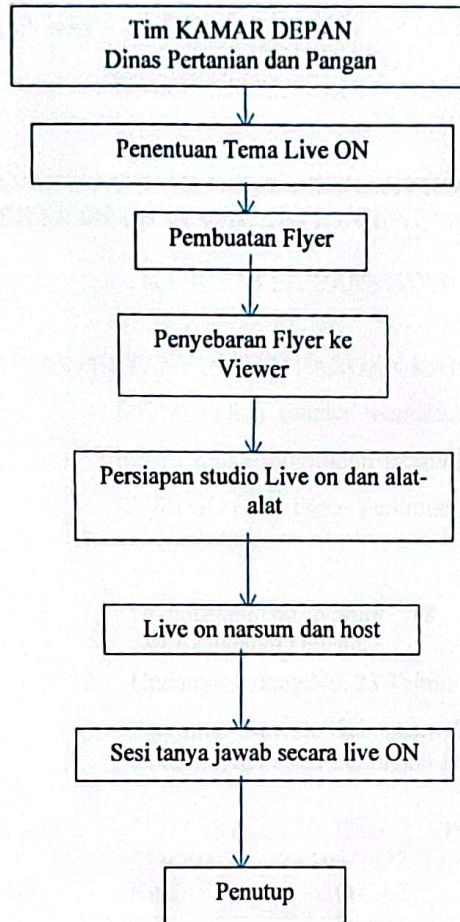 Tim KAMAR DEPAN
Dinas Pertanian dan Pangan
Penentuan Tema Live ON
Pembuatan Flyer
Penyebaran Flyer ke
Viewer
Persiapan studio Live on dan alat-
alat
Live on narsum dan host
Sesi tanya jawab secara live ON
Penutup